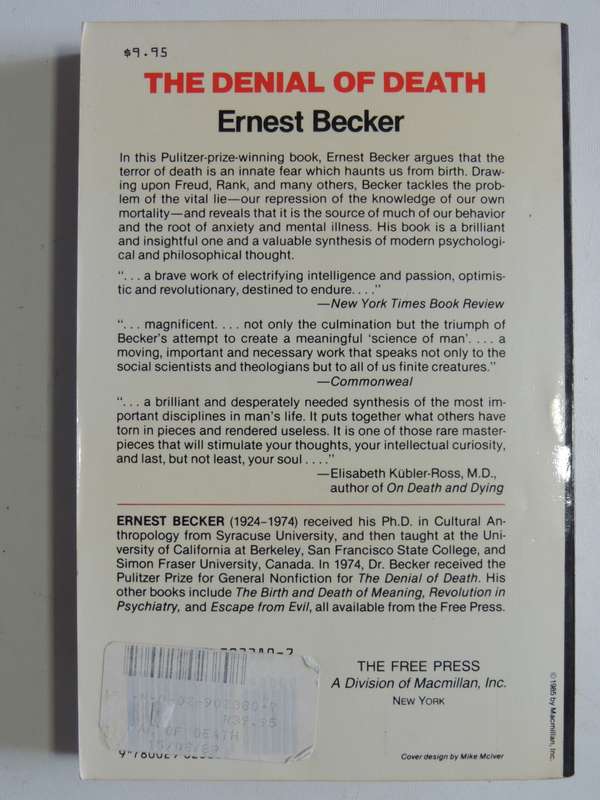 $9.95
THE DENIAL OF DEATH
Ernest Becker
In this Pulitzer-prize-winning book, Ernest Becker argues that the
terror of death is an innate fear which haunts us from birth. Draw-
ing upon Freud, Rank, and many others, Becker tackles the prob-
lem of the vital lie—our repression of the knowledge of our own
mortality—and reveals that it is the source of much of our behavior
and the root of anxiety and mental illness. His book is a brilliant
and insightful one and a valuable synthesis of modern psychologi-
cal and philosophical thought.
“. . . a brave work of electrifying intelligence and passion, optimis-
tic and revolutionary, destined to endure. . . .”
—New York Times Book Review
“. . . magnificent. . . . not only the culmination but the triumph of
Becker's attempt to create a meaningful ‘science of man’. . . . a
moving, important and necessary work that speaks not only to the
social scientists and theologians but to all of us finite creatures.”
—Commonweal
“. . . a brilliant and desperately needed synthesis of the most im-
portant disciplines in man's life. It puts together what others have
torn in pieces and rendered useless. It is one of those rare master-
pieces that will stimulate your thoughts, your intellectual curiosity,
and last, but not least, your soul . . . .”
—Elisabeth Kübler-Ross, M.D.,
author of On Death and Dying
ERNEST BECKER (1924–1974) received his Ph.D. in Cultural An-
thropology from Syracuse University, and then taught at the Uni-
versity of California at Berkeley, San Francisco State College, and
Simon Fraser University, Canada. In 1974, Dr. Becker received the
Pulitzer Prize for General Nonfiction for The Denial of Death. His
other books include The Birth and Death of Meaning, Revolution in
Psychiatry, and Escape from Evil, all available from the Free Press.
THE FREE PRESS
A Division of Macmillan, Inc.
NEW YORK
OF DEATH
Cover design by Mike McIver
© 1985 by Macmillan, Inc.